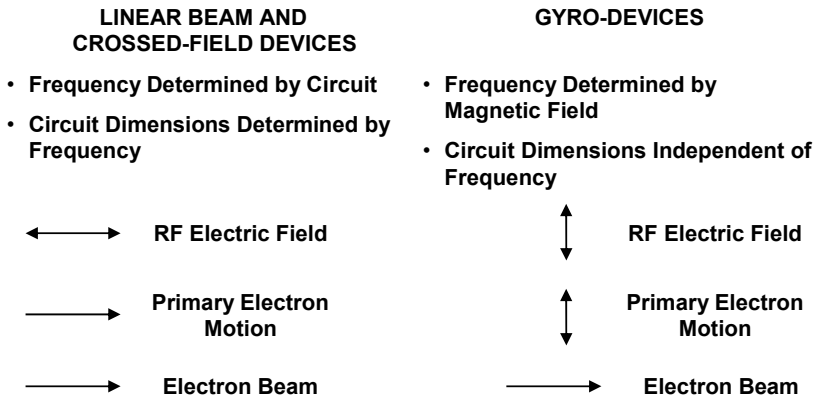 LINEAR BEAM AND
CROSSED-FIELD DEVICES
• Frequency Determined by Circuit
• Circuit Dimensions Determined by
Frequency
RF Electric Field
Primary Electron
Motion
Electron Beam
GYRO-DEVICES
• Frequency Determined by
Magnetic Field
• Circuit Dimensions Independent of
Frequency
RF Electric Field
Primary Electron
Motion
Electron Beam